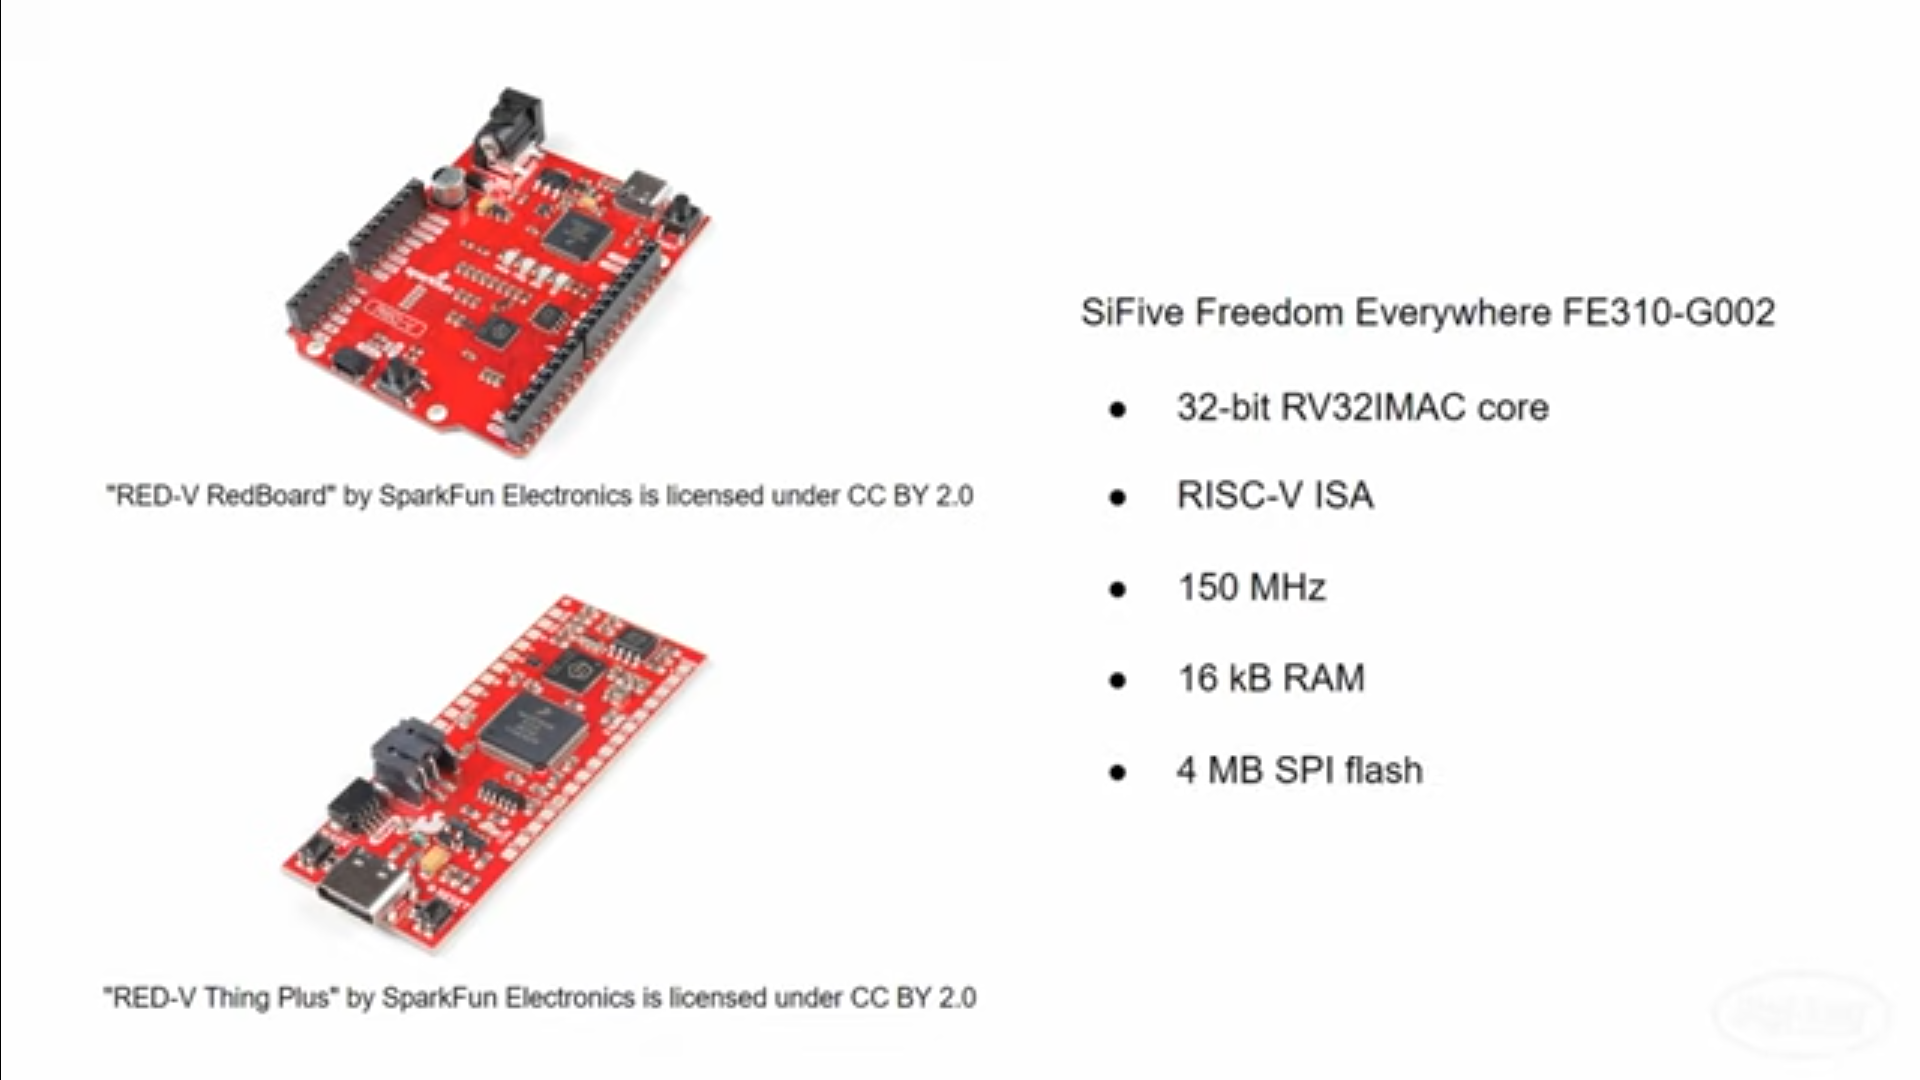 "RED-V RedBoard" by SparkFun Electronics is licensed under CC BY 2.0
"RED-V Thing Plus" by SparkFun Electronics is licensed under CC BY 2.0
SiFive Freedom Everywhere FE310-G002
● 32-bit RV32IMAC core
● RISC-V ISA
● 150 MHz
● 16 kB RAM
● 4 MB SPI flash